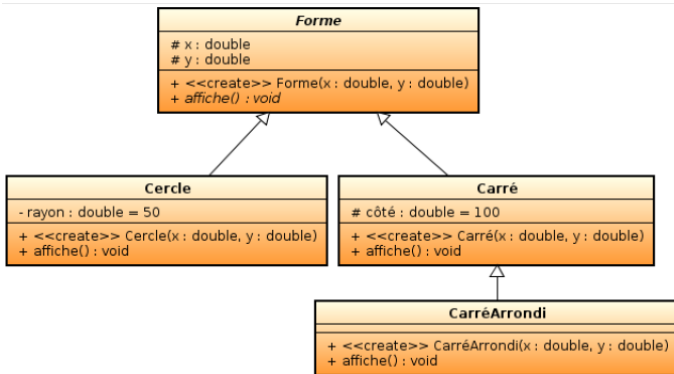 Forme
# x : double
# y : double
+ <<create>> Forme(x : double, y : double)
+ affiche() : void
Cercle
- rayon : double = 50
+ <<create>> Cercle(x : double, y : double)
+ affiche() : void
Carré
# côté : double = 100
+ <<create>> Carré(x : double, y : double)
+ affiche() : void
CarréArrondi
+ <<create>> CarréArrondi(x : double, y : double)
+ affiche() : void